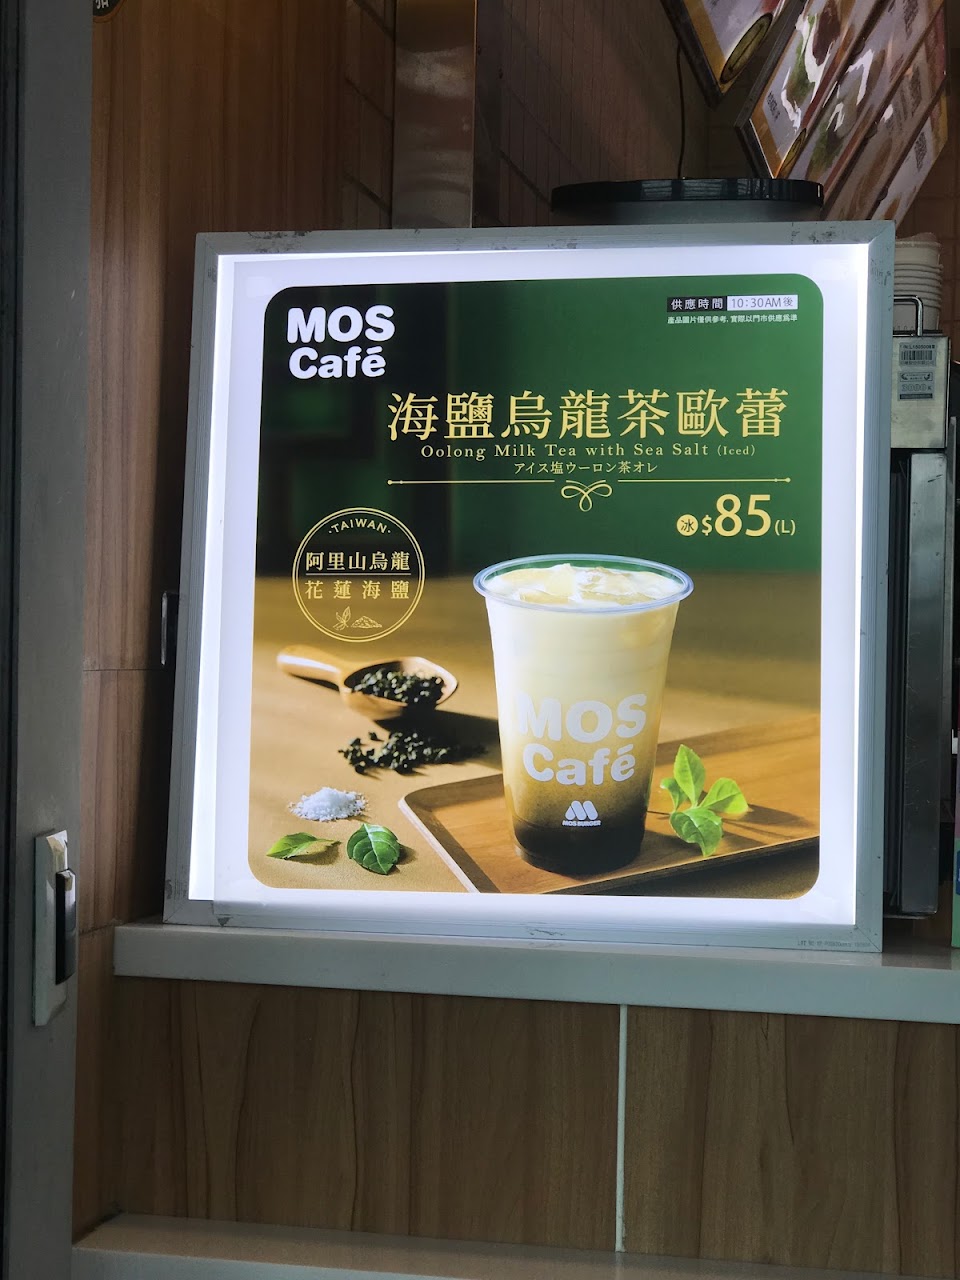 MOS
Café
供應時間 10:30AM後
產品圖片僅供參考, 實際以門市供應為準
海鹽烏龍茶歐蕾
Oolong Milk Tea with Sea Salt (Iced)
アイス塩ウーロン茶オレ
冰 $85(L)
·TAIWAN·
阿里山烏龍
花蓮海鹽
MOS
Café
MOS BURGER